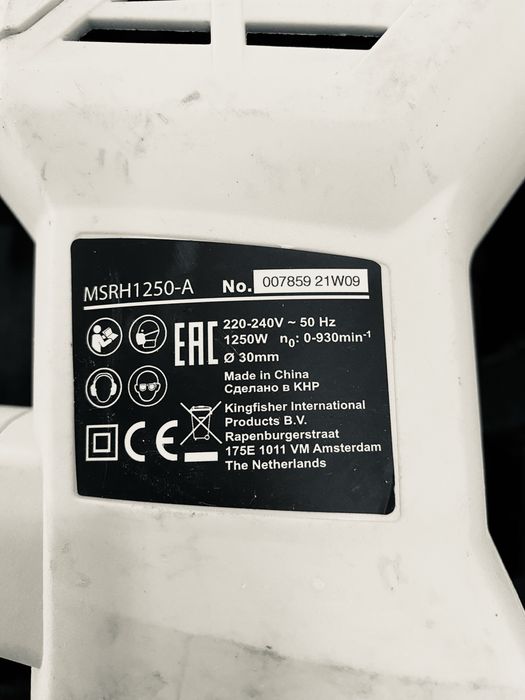 MSRH1250-A No. 007859 21W09
EAC 220-240V ~ 50 Hz
1250W n₀: 0-930min⁻¹
Ø 30mm
Made in China
Сделано в КНР
Kingfisher International
Products B.V.
Rapenburgerstraat
175E 1011 VM Amsterdam
The Netherlands
CE